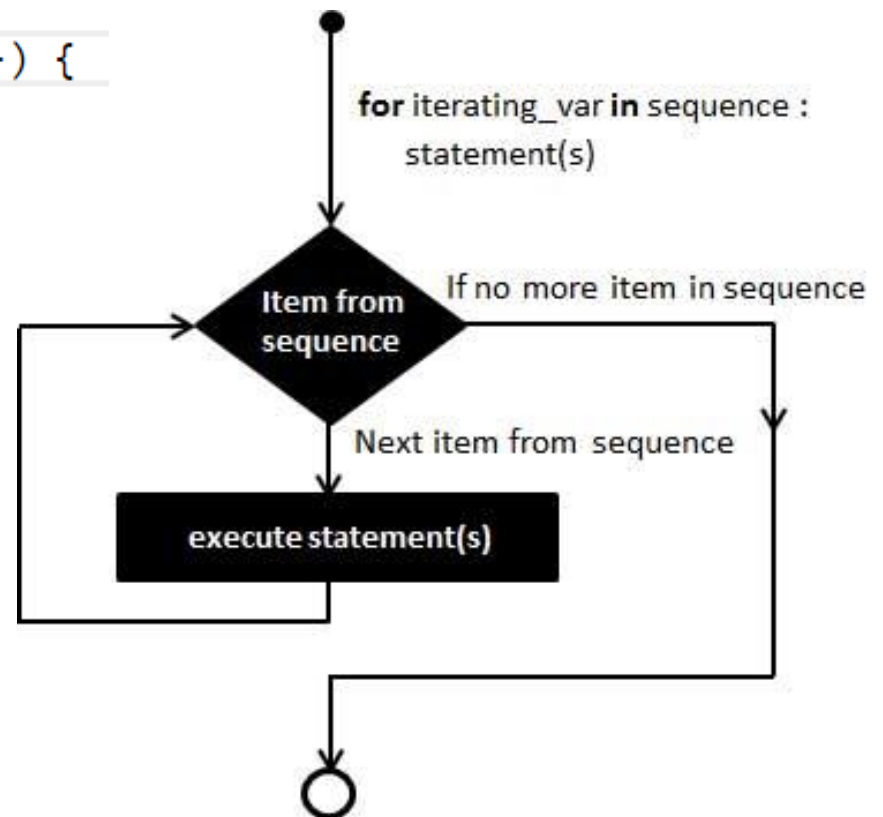 ) {
for iterating_var in sequence :
statement(s)
If no more item in sequence
Item from
sequence
Next item from sequence
execute statement(s)